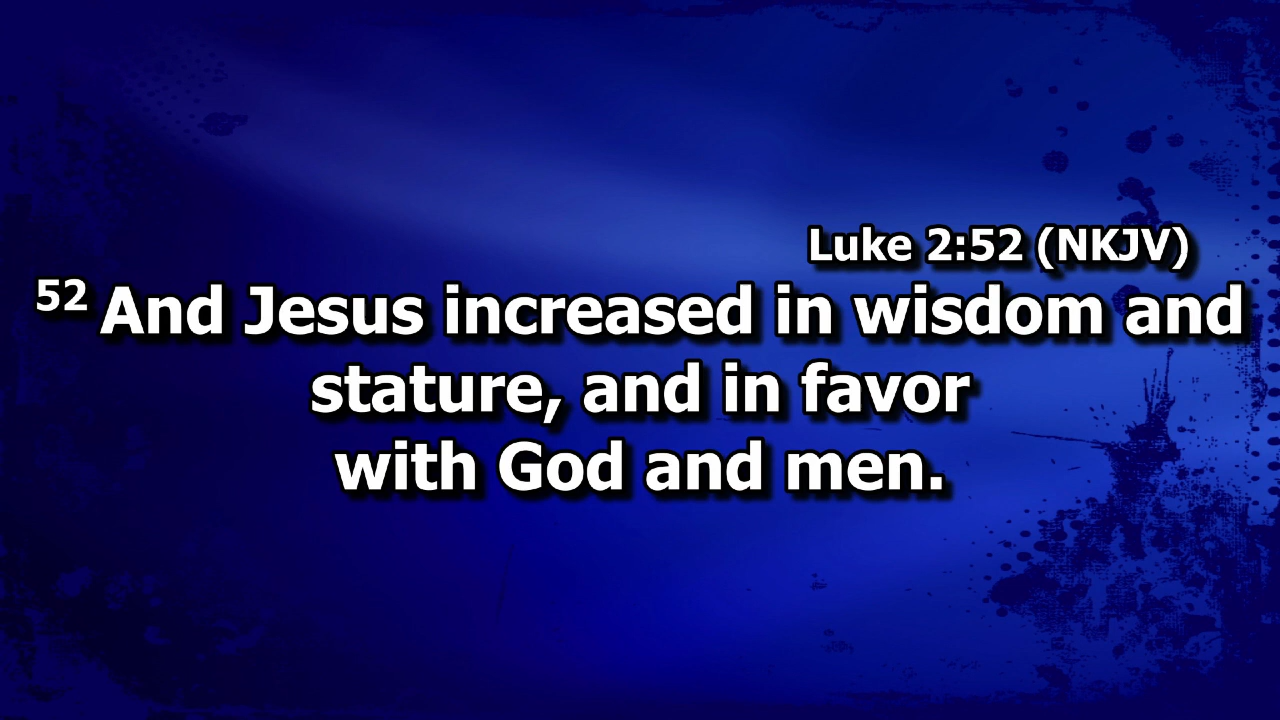 Luke 2:52 (NKJV)
52 And Jesus increased in wisdom and
stature, and in favor
with God and men.